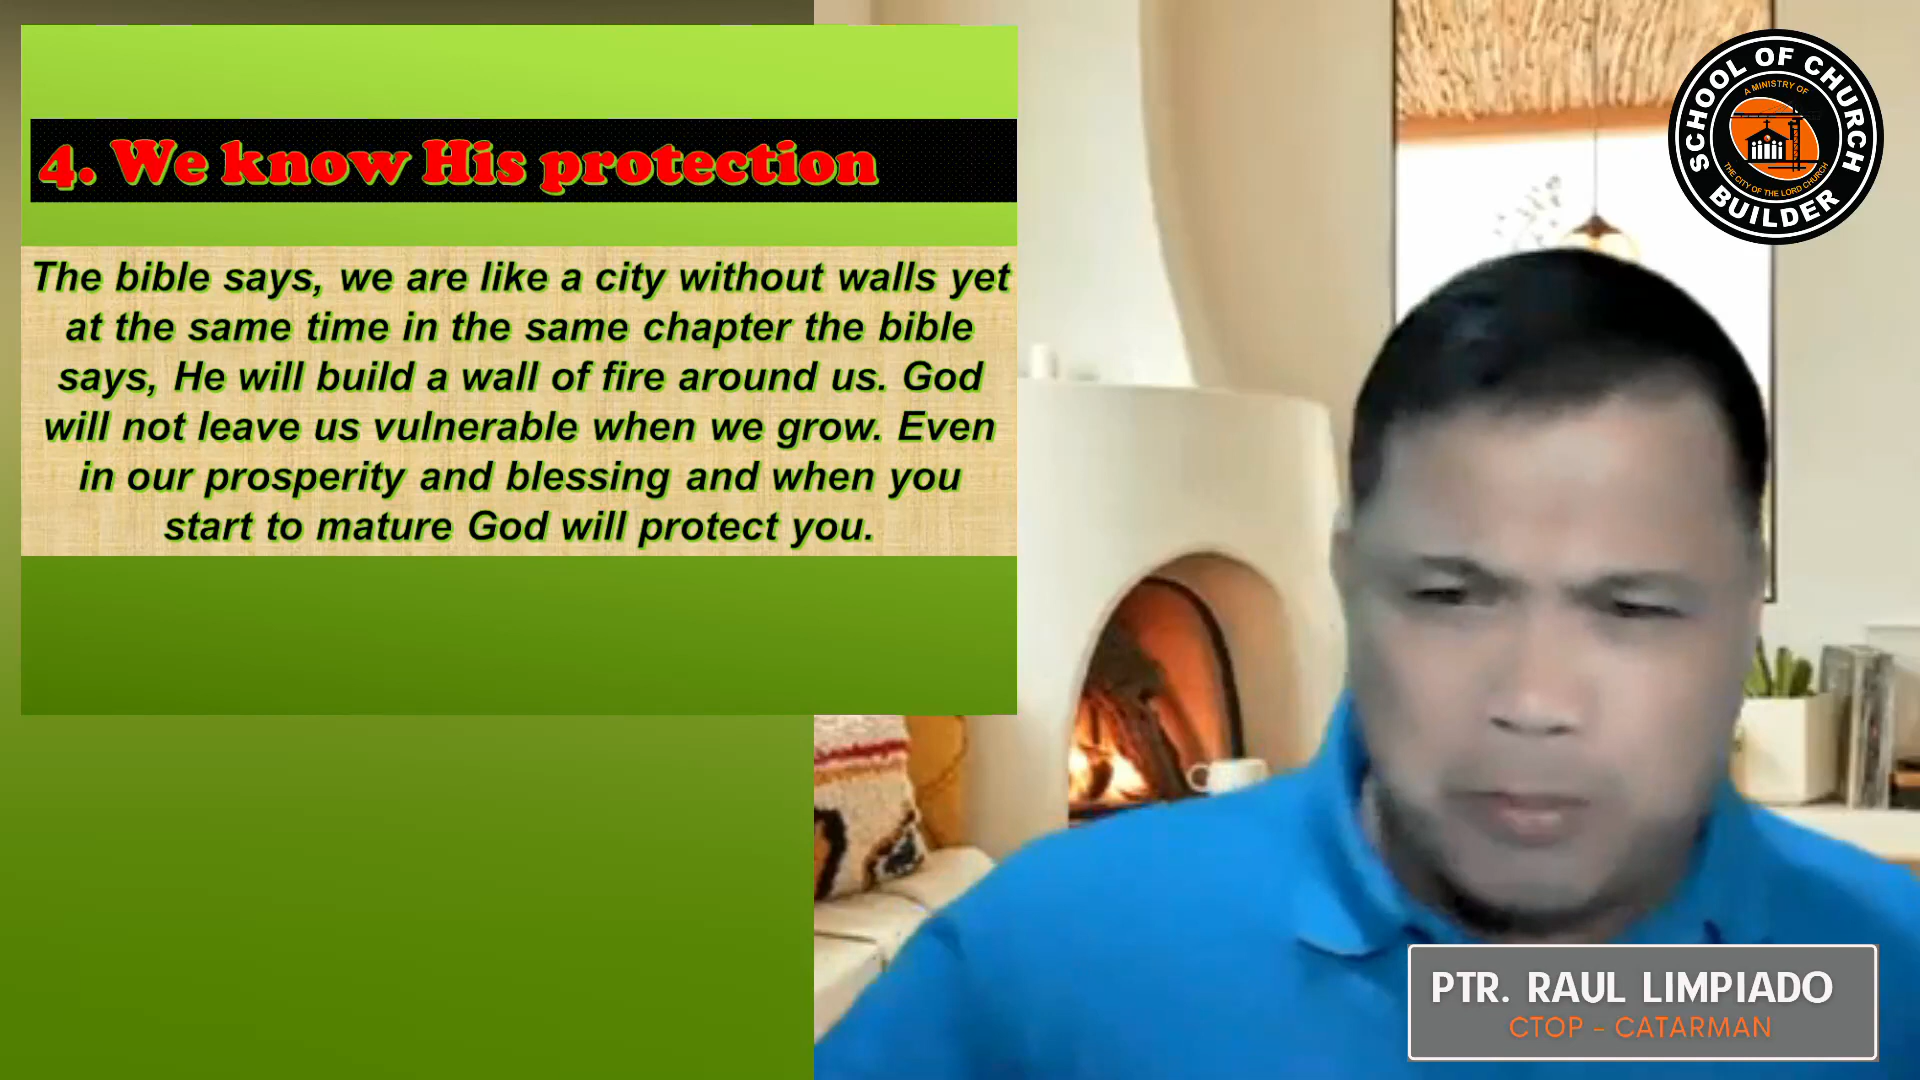 4. We know His protection
The bible says, we are like a city without walls yet
at the same time in the same chapter the bible
says, He will build a wall of fire around us. God
will not leave us vulnerable when we grow. Even
in our prosperity and blessing and when you
start to mature God will protect you.
SCHOOL OF CHURCH
A MINISTRY OF
THE CITY OF THE LORD CHURCH
BUILDER
PTR. RAUL LIMPIADO
CTOP - CATARMAN